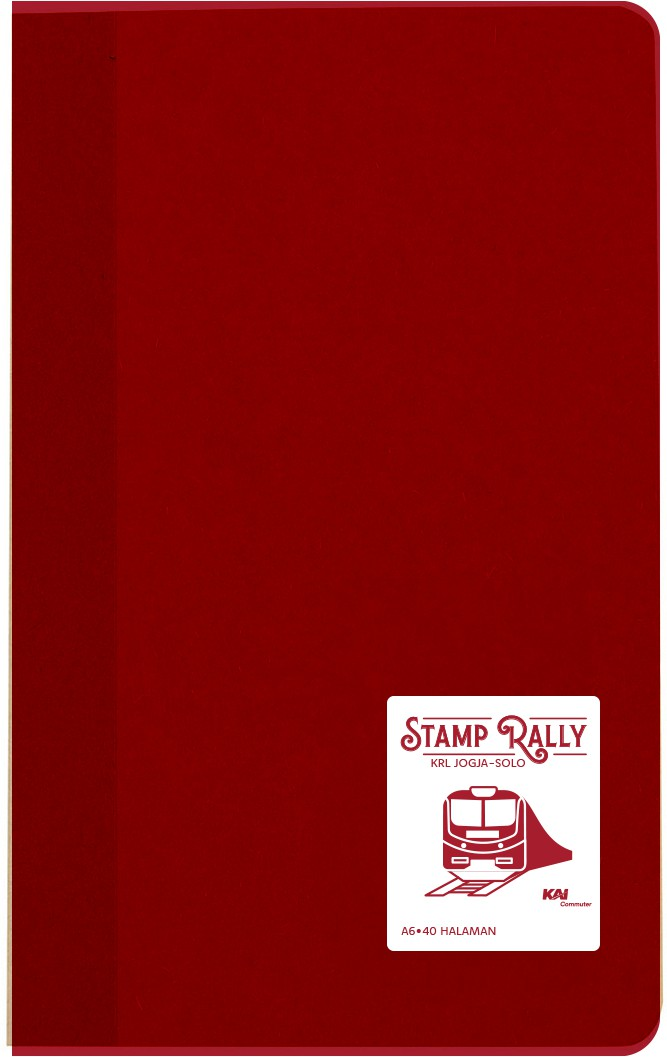 STAMP RALLY
KRL JOGJA-SOLO
KAI
Commuter
A6•40 HALAMAN